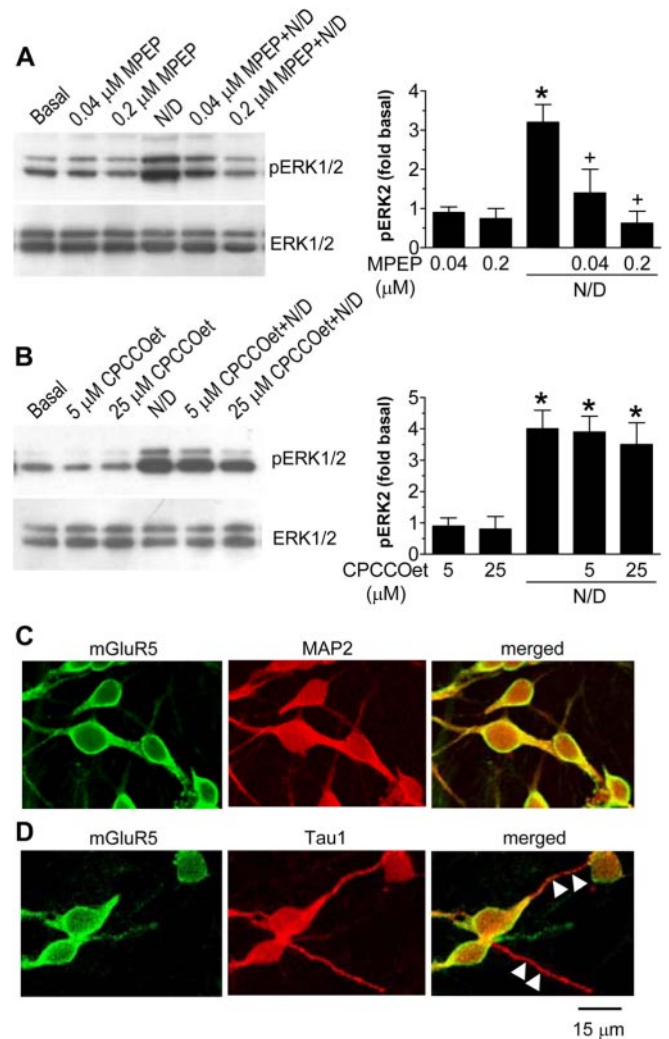 A
Basal
0.04 μM MPEP
0.2 μM MPEP
N/D
0.04 μM MPEP+N/D
0.2 μM MPEP+N/D
pERK1/2
ERK1/2
pERK2 (fold basal)
4
3
2
1
0
*
+
+
MPEP 0.04 0.2 0.04 0.2
(μM) N/D
B
Basal
5 μM CPCCOet
25 μM CPCCOet
N/D
5 μM CPCCOet+N/D
25 μM CPCCOet+N/D
pERK1/2
ERK1/2
pERK2 (fold basal)
5
4
3
2
1
0
* * *
CPCCOet 5 25 5 25
(μM) N/D
C
mGluR5 MAP2 merged
D
mGluR5 Tau1 merged
15 μm